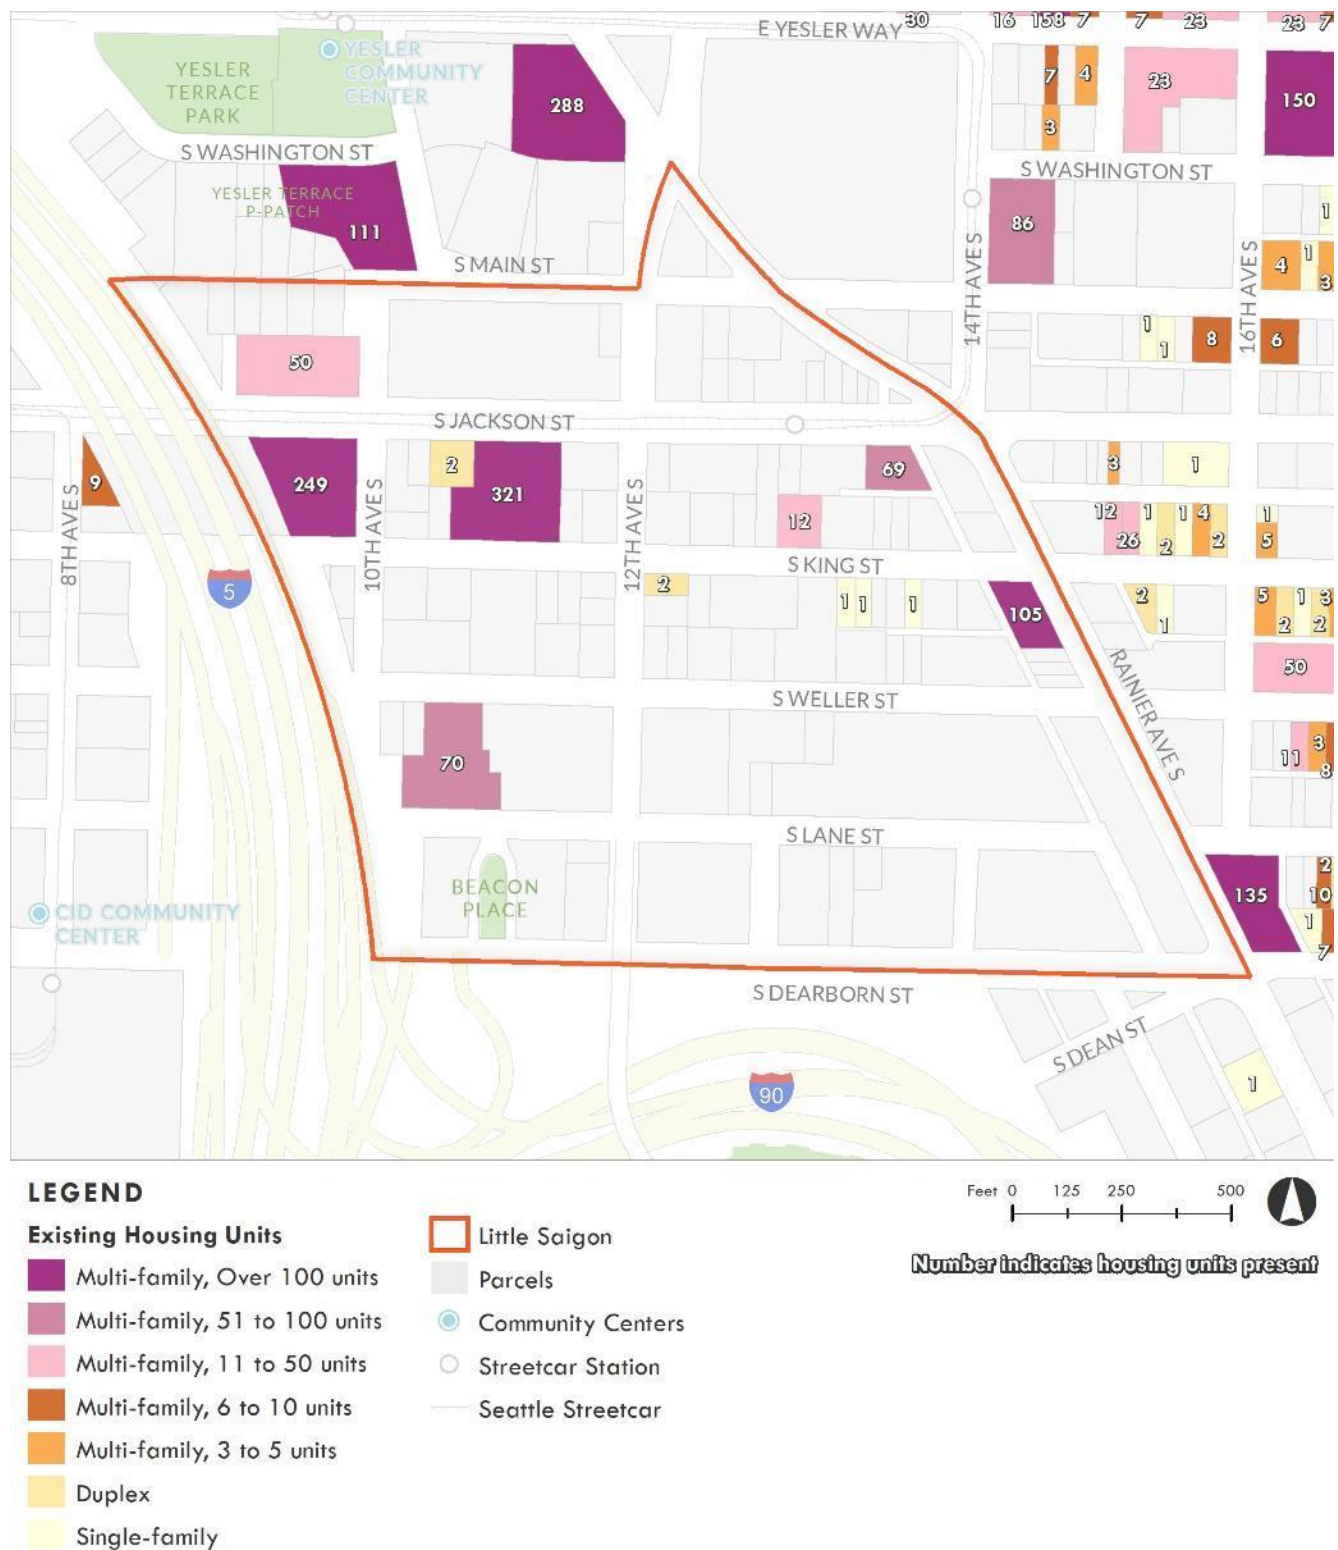 30
16
158
7
7
23
23
7
E YESLER WAY
YESLER
COMMUNITY
CENTER
YESLER
TERRACE
PARK
288
7
4
23
150
3
S WASHINGTON ST
S WASHINGTON ST
YESLER TERRACE
P-PATCH
111
86
1
S MAIN ST
14TH AVE S
16TH AVE S
4
1
3
1
1
8
6
50
S JACKSON ST
9
249
2
321
69
3
1
8TH AVE S
10TH AVE S
12TH AVE S
12
12
26
1
2
1
4
2
1
5
S KING ST
5
2
1
1
1
105
2
1
5
2
1
3
2
50
RAINIER AVE S
S WELLER ST
70
11
3
8
S LANE ST
BEACON
PLACE
135
2
10
1
7
CID COMMUNITY
CENTER
S DEARBORN ST
S DEAN ST
90
1
LEGEND
Existing Housing Units
Multi-family, Over 100 units
Multi-family, 51 to 100 units
Multi-family, 11 to 50 units
Multi-family, 6 to 10 units
Multi-family, 3 to 5 units
Duplex
Single-family
Little Saigon
Parcels
Community Centers
Streetcar Station
Seattle Streetcar
Feet 0 125 250 500
Number indicates housing units present